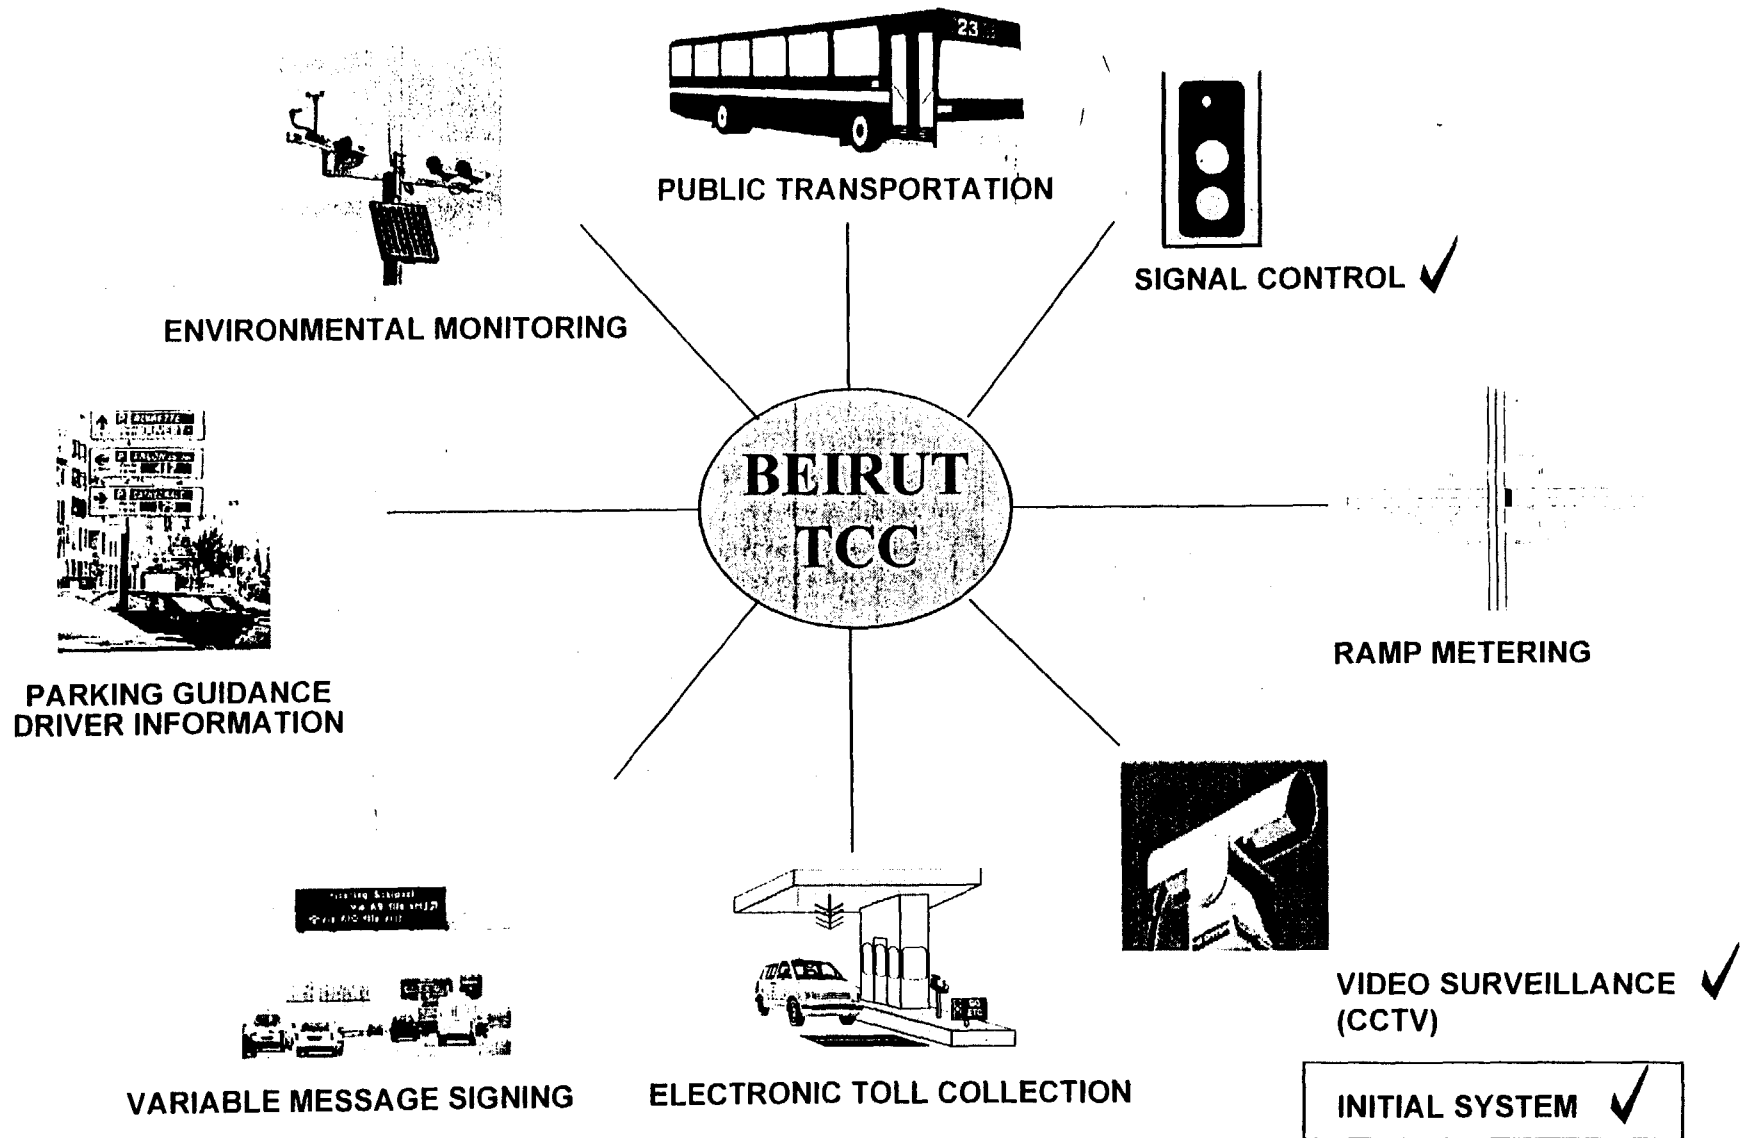 23
PUBLIC TRANSPORTATION
SIGNAL CONTROL ✓
ENVIRONMENTAL MONITORING
BEIRUT
TCC
RAMP METERING
PARKING GUIDANCE
DRIVER INFORMATION
VIDEO SURVEILLANCE ✓
(CCTV)
VARIABLE MESSAGE SIGNING
ELECTRONIC TOLL COLLECTION
INITIAL SYSTEM ✓